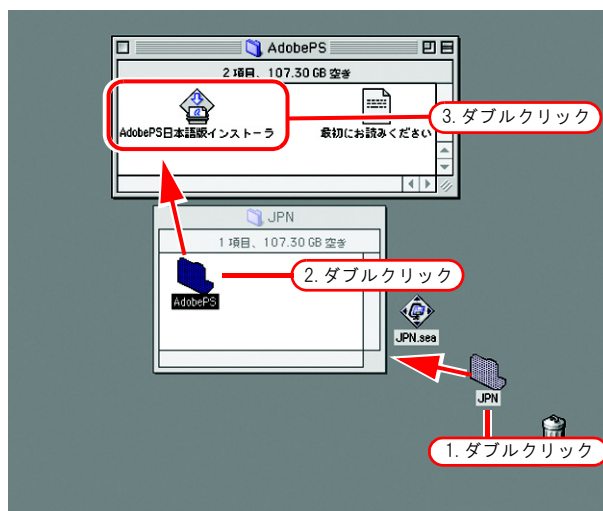 AdobePS
2 項目、107.30 GB 空き
AdobePS日本語版インストーラ
最初にお読みください
3.ダブルクリック
JPN
1 項目、107.30 GB 空き
2.ダブルクリック
AdobePS
JPN.sea
JPN
1.ダブルクリック